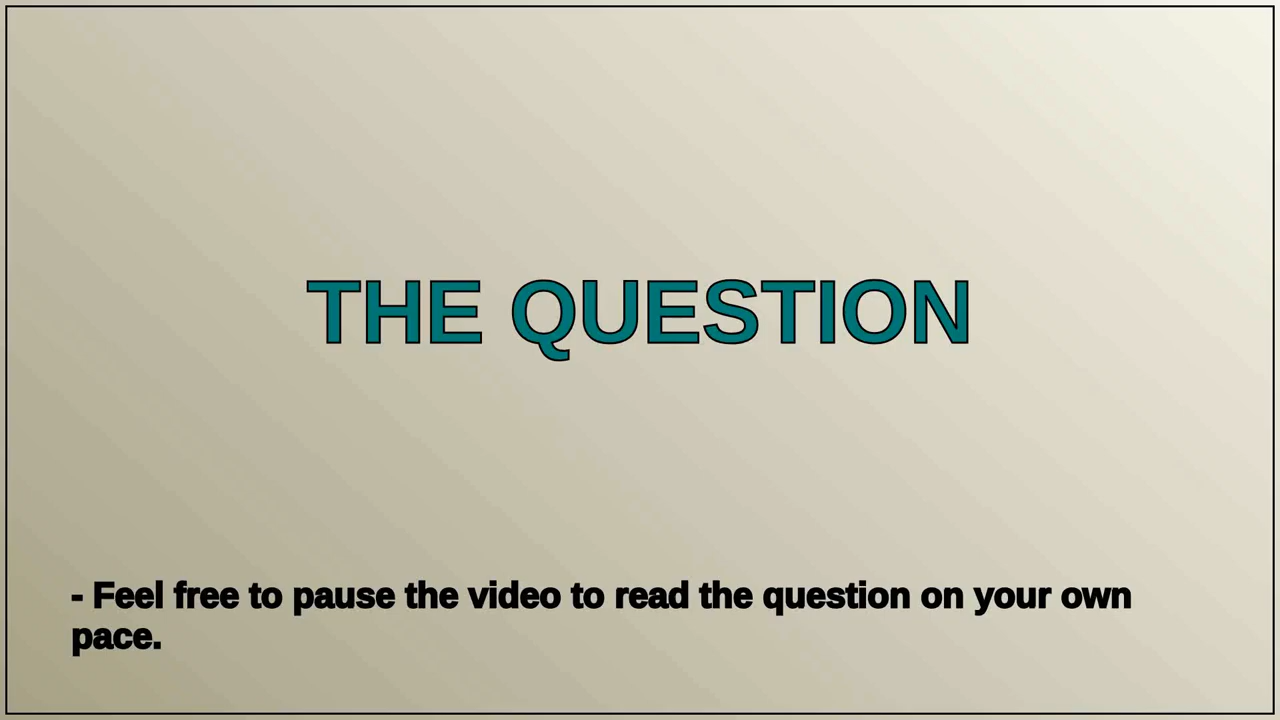 THE QUESTION
- Feel free to pause the video to read the question on your own
pace.